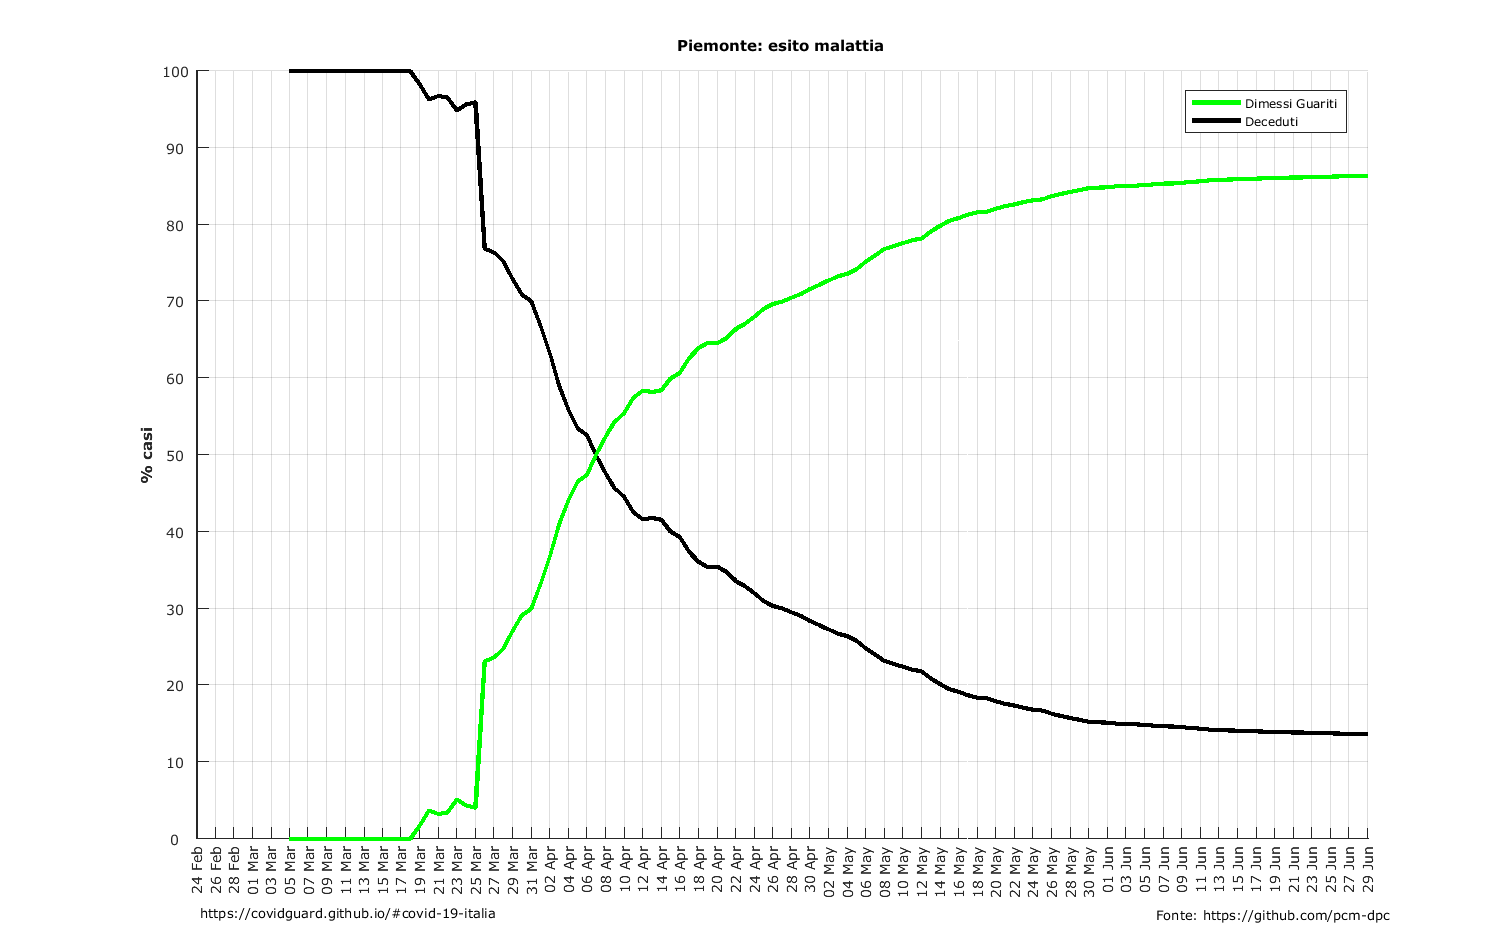 Piemonte: esito malattia
100
90
80
70
60
50
40
30
20
10
0
% casi
Dimessi Guariti
Deceduti
24 Feb
26 Feb
28 Feb
01 Mar
03 Mar
05 Mar
07 Mar
09 Mar
11 Mar
13 Mar
15 Mar
17 Mar
19 Mar
21 Mar
23 Mar
25 Mar
27 Mar
29 Mar
31 Mar
02 Apr
04 Apr
06 Apr
08 Apr
10 Apr
12 Apr
14 Apr
16 Apr
18 Apr
20 Apr
22 Apr
24 Apr
26 Apr
28 Apr
30 Apr
02 May
04 May
06 May
08 May
10 May
12 May
14 May
16 May
18 May
20 May
22 May
24 May
26 May
28 May
30 May
01 Jun
03 Jun
05 Jun
07 Jun
09 Jun
11 Jun
13 Jun
15 Jun
17 Jun
19 Jun
21 Jun
23 Jun
25 Jun
27 Jun
29 Jun
https://covidguard.github.io/#covid-19-italia
Fonte: https://github.com/pcm-dpc